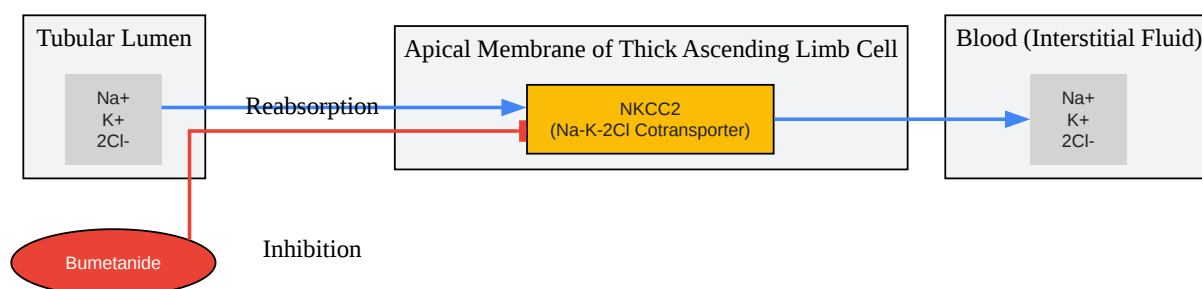 Tubular Lumen
Na+
K+
2Cl-
Reabsorption
Apical Membrane of Thick Ascending Limb Cell
NKCC2
(Na-K-2Cl Cotransporter)
Blood (Interstitial Fluid)
Na+
K+
2Cl-
Bumetanide
Inhibition